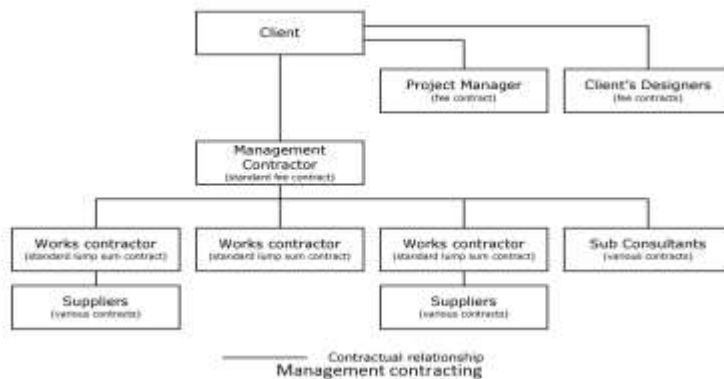 Client
Project Manager
(fee contract)
Client's Designers
(fee contracts)
Management
Contractor
(standard fee contract)
Works contractor
(standard lump sum contract)
Works contractor
(standard lump sum contract)
Works contractor
(standard lump sum contract)
Sub Consultants
(various contracts)
Suppliers
(various contracts)
Suppliers
(various contracts)
Contractual relationship
Management contracting